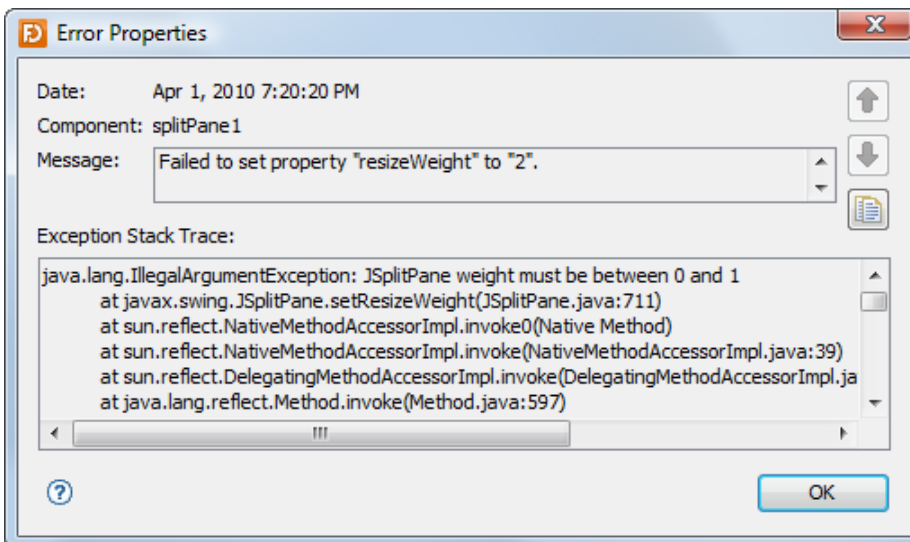 Error Properties
Date: Apr 1, 2010 7:20:20 PM
Component: splitPane1
Message: Failed to set property "resizeWeight" to "2".
Exception Stack Trace:
java.lang.IllegalArgumentException: JSplitPane weight must be between 0 and 1
at javax.swing.JSplitPane.setResizeWeight(JSplitPane.java:711)
at sun.reflect.NativeMethodAccessorImpl.invoke0(Native Method)
at sun.reflect.NativeMethodAccessorImpl.invoke(NativeMethodAccessorImpl.java:39)
at sun.reflect.DelegatingMethodAccessorImpl.invoke(DelegatingMethodAccessorImpl.ja
at java.lang.reflect.Method.invoke(Method.java:597)
OK